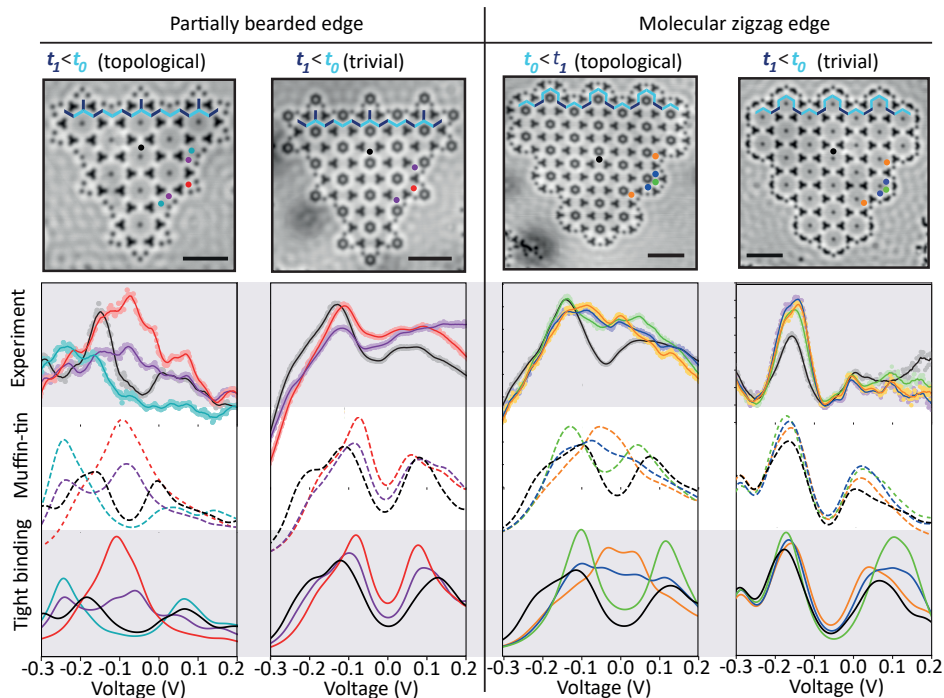 Partially bearded edge
Molecular zigzag edge
t₁<t₀ (topological)
t₁<t₀ (trivial)
t₀<t₁ (topological)
t₁<t₀ (trivial)
Experiment
Muffin-tin
Tight binding
-0.3 -0.2 -0.1 0.0 0.1 0.2
-0.3 -0.2 -0.1 0.0 0.1 0.2
-0.3 -0.2 -0.1 0.0 0.1 0.2
-0.3 -0.2 -0.1 0.0 0.1 0.2
Voltage (V)
Voltage (V)
Voltage (V)
Voltage (V)